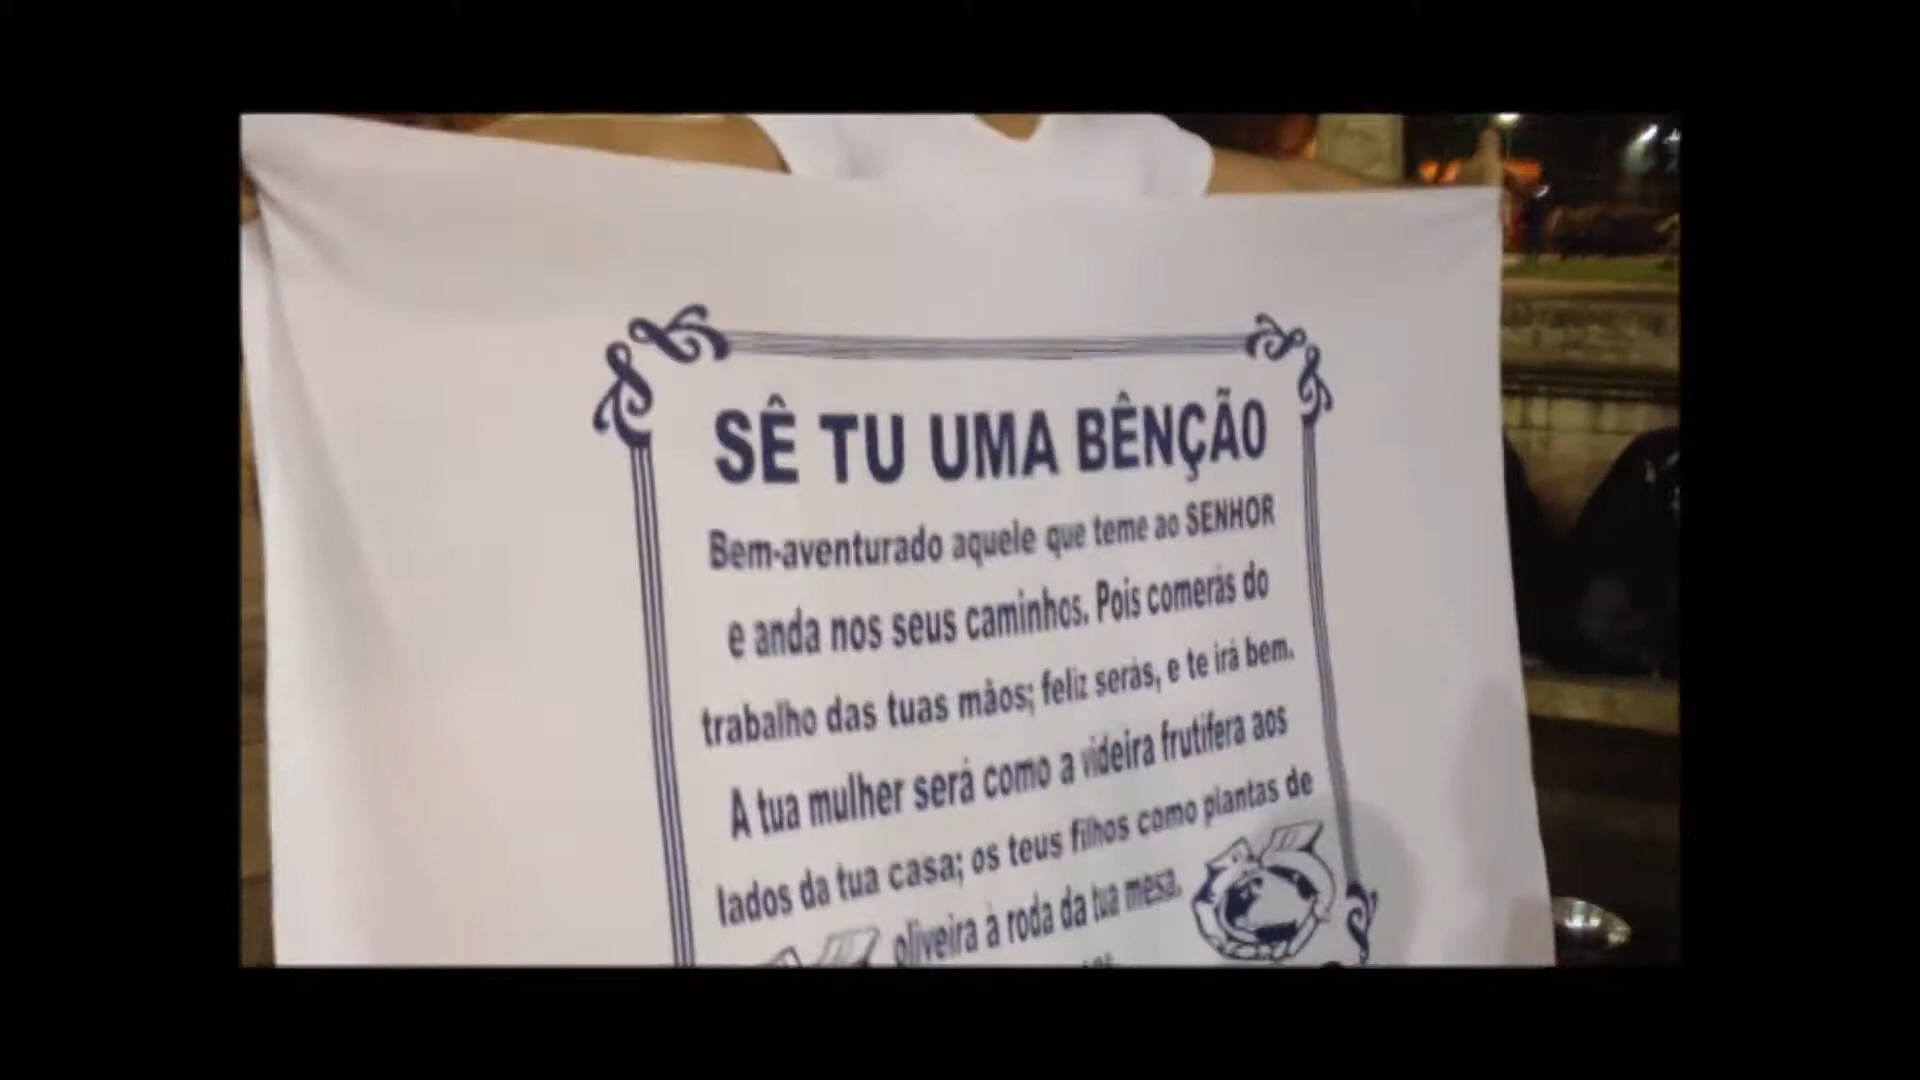 SÊ TU UMA BÊNÇÃO
Bem-aventurado aquele que teme ao SENHOR
e anda nos seus caminhos. Pois comerás do
trabalho das tuas mãos; feliz serás, e te irá bem.
A tua mulher será como a videira frutífera aos
lados da tua casa; os teus filhos como plantas de
oliveira à roda da tua mesa.